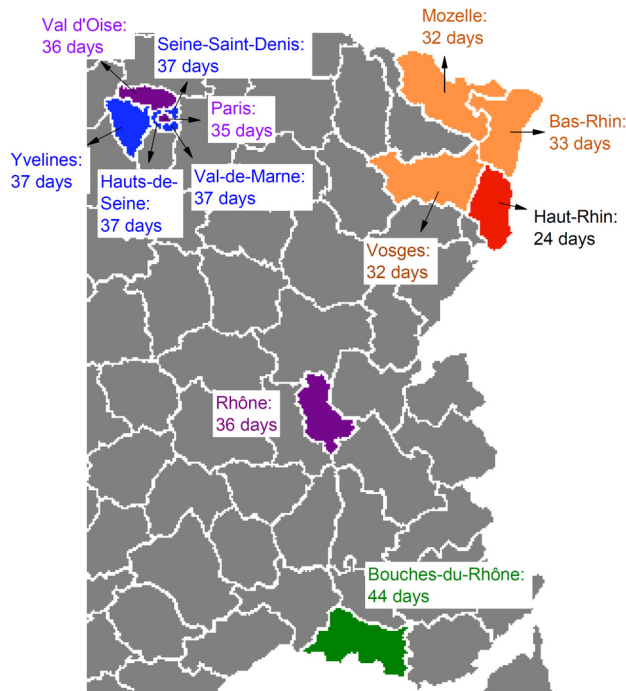 Val d'Oise:
36 days
Seine-Saint-Denis:
37 days
Mozelle:
32 days
Paris:
35 days
Bas-Rhin:
33 days
Yvelines:
37 days
Hauts-de-
Seine:
37 days
Val-de-Marne:
37 days
Haut-Rhin:
24 days
Vosges:
32 days
Rhône:
36 days
Bouches-du-Rhône:
44 days